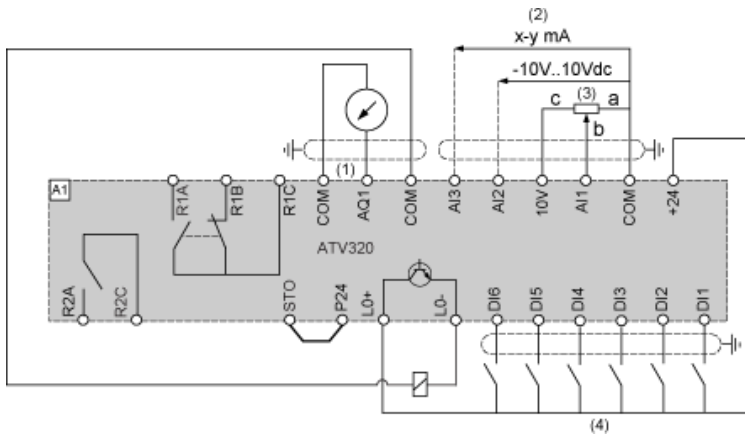 (2)
x-y mA
-10V..10Vdc
c (3) a
b
(1)
A1
R1A R1B R1C COM AQ1 COM AI3 AI2 10V AI1 COM +24
ATV320
R2A R2C STO P24 L0+ L0- DI6 DI5 DI4 DI3 DI2 DI1
(4)